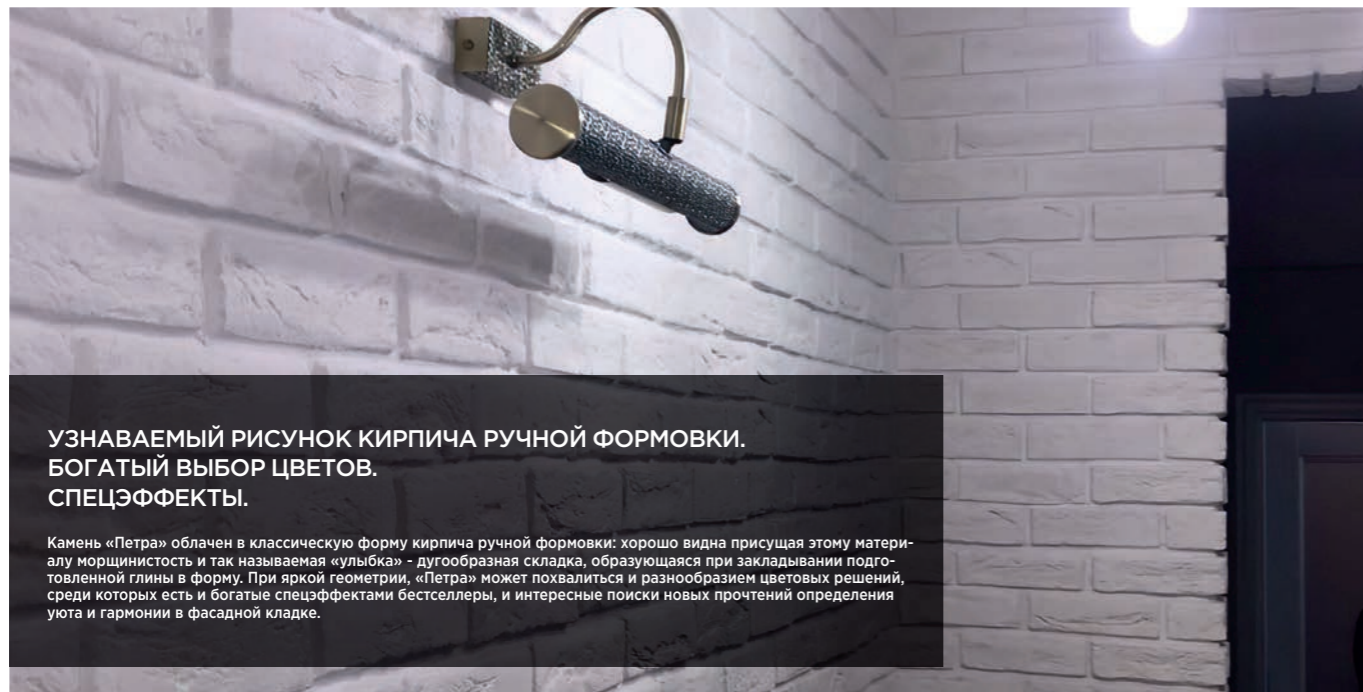 УЗНАВАЕМЫЙ РИСУНОК КИРПИЧА РУЧНОЙ ФОРМОВКИ.
БОГАТЫЙ ВЫБОР ЦВЕТОВ.
СПЕЦЭФФЕКТЫ.
Камень «Петра» облачен в классическую форму кирпича ручной формовки: хорошо видна присущая этому матери-
алу морщинистость и так называемая «улыбка» - дугообразная складка, образующаяся при закладывании подго-
товленной глины в форму. При яркой геометрии, «Петра» может похвалиться и разнообразием цветовых решений,
среди которых есть и богатые спецэффектами бестселлеры, и интересные поиски новых прочтений определения
уюта и гармонии в фасадной кладке.